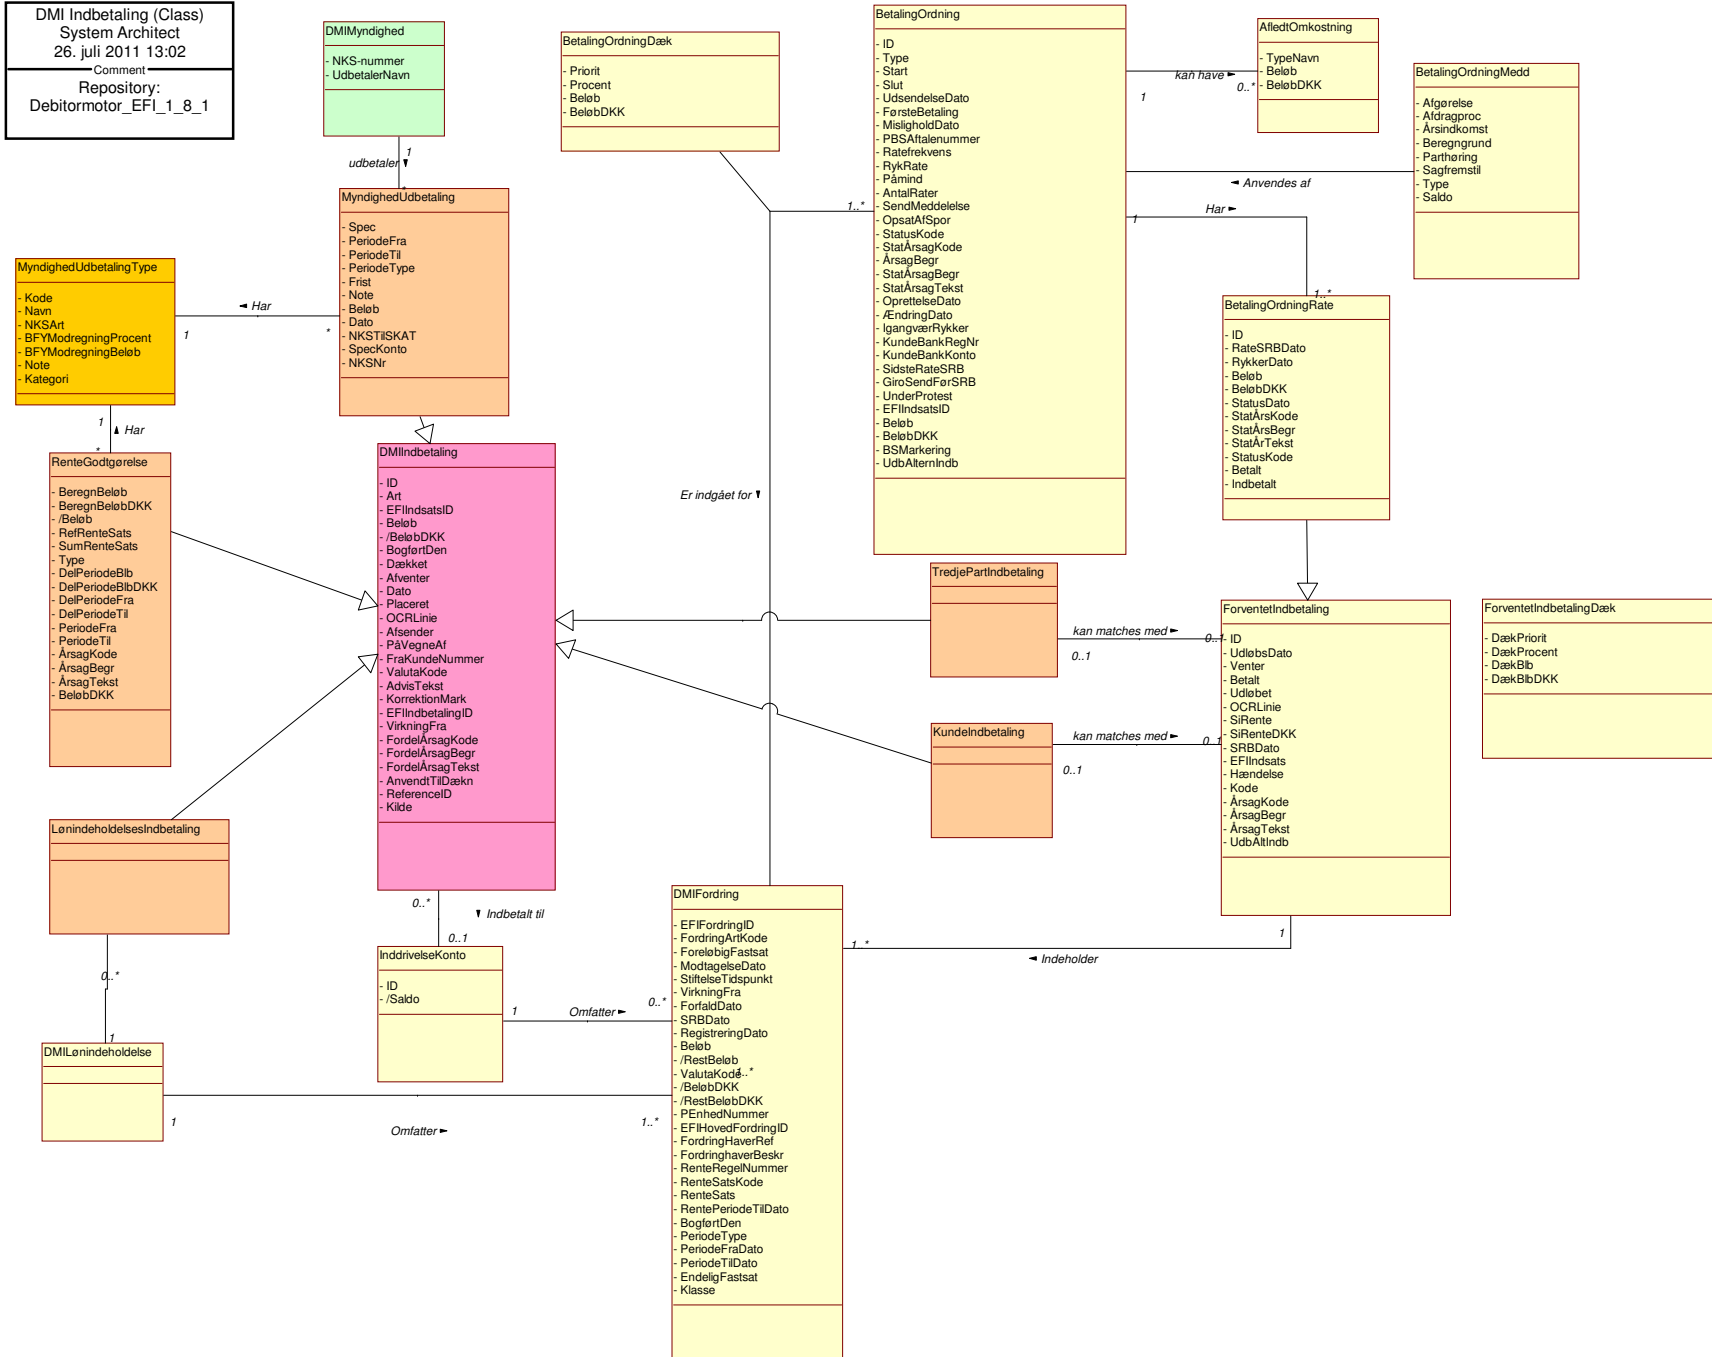 DMI Indbetaling (Class)
System Architect
26. juli 2011 13:02
Comment
Repository:
Debitormotor_EFI_1_8_1
DMIMyndighed
- NKS-nummer
- UdbetalerNavn
1
udbetaler
*
BetalingOrdningDæk
- Priorit
- Procent
- Beløb
- BeløbDKK
BetalingOrdning
- ID
- Type
- Start
- Slut
- UdsendelseDato
- FørsteBetaling
- MisligholdDato
- PBSAftalenummer
- Ratefrekvens
- RykRate
- Påmind
- AntalRater
- SendMeddelelse
- OpsatAfSpor
- StatusKode
- StatÅrsagKode
- ÅrsagBegr
- StatÅrsagBegr
- StatÅrsagTekst
- OprettelseDato
- ÆndringDato
- IgangværRykker
- KundeBankRegNr
- KundeBankKonto
- SidsteRateSRB
- GiroSendFørSRB
- UnderProtest
- EFIIndsatsID
- Beløb
- BeløbDKK
- BSMarkering
- UdbAlternIndb
kan have
1
0..*
AfledtOmkostning
- TypeNavn
- Beløb
- BeløbDKK
BetalingOrdningMedd
- Afgørelse
- Afdragproc
- Årsindkomst
- Beregngrund
- Parthøring
- Sagfremstil
- Type
- Saldo
Anvendes af
1..*
1
Har
1..*
MyndighedUdbetaling
- Spec
- PeriodeFra
- PeriodeTil
- PeriodeType
- Frist
- Note
- Beløb
- Dato
- NKSTilSKAT
- SpecKonto
- NKSNr
MyndighedUdbetalingType
- Kode
- Navn
- NKSArt
- BFYModregningProcent
- BFYModregningBeløb
- Note
- Kategori
Har
1
*
1
Har
*
BetalingOrdningRate
- ID
- RateSRBDato
- RykkerDato
- Beløb
- BeløbDKK
- StatusDato
- StatÅrsKode
- StatÅrsBegr
- StatÅrTekst
- StatusKode
- Betalt
- Indbetalt
RenteGodtgørelse
- BeregnBeløb
- BeregnBeløbDKK
- /Beløb
- RefRenteSats
- SumRenteSats
- Type
- DelPeriodeBlb
- DelPeriodeBlbDKK
- DelPeriodeFra
- DelPeriodeTil
- PeriodeFra
- PeriodeTil
- ÅrsagKode
- ÅrsagBegr
- ÅrsagTekst
- BeløbDKK
DMIIndbetaling
- ID
- Art
- EFIIndsatsID
- Beløb
- /BeløbDKK
- BogførtDen
- Dækket
- Afventer
- Dato
- Placeret
- OCRLinie
- Afsender
- PåVegneAf
- FraKundeNummer
- ValutaKode
- AdvisTekst
- KorrektionMark
- EFIIndbetalingID
- VirkningFra
- FordelÅrsagKode
- FordelÅrsagBegr
- FordelÅrsagTekst
- AnvendtTilDækn
- ReferenceID
- Kilde
Er indgået for
TredjePartIndbetaling
kan matches med
0..1
0..1
KundeIndbetaling
kan matches med
0..1
0..1
ForventetIndbetaling
- ID
- UdløbsDato
- Venter
- Betalt
- Udløbet
- OCRLinie
- SiRente
- SiRenteDKK
- SRBDato
- EFIIndsats
- Hændelse
- Kode
- ÅrsagKode
- ÅrsagBegr
- ÅrsagTekst
- UdbAltIndb
ForventetIndbetalingDæk
- DækPriorit
- DækProcent
- DækBlb
- DækBlbDKK
LønindeholdelsesIndbetaling
0..*
1
DMILønindeholdelse
0..*
Indbetalt til
0..1
InddrivelseKonto
- ID
- /Saldo
1
Omfatter
0..*
1
Omfatter
1..*
DMIFordring
- EFIFordringID
- FordringArtKode
- ForeløbigFastsat
- ModtagelseDato
- StiftelseTidspunkt
- VirkningFra
- ForfaldDato
- SRBDato
- RegistreringDato
- Beløb
- /RestBeløb
- ValutaKode
1..*
- /BeløbDKK
- /RestBeløbDKK
- PEnhedNummer
- EFIHovedFordringID
- FordringHaverRef
- FordringhaverBeskr
- RenteRegelNummer
- RenteSatsKode
- RenteSats
- RentePeriodeTilDato
- BogførtDen
- PeriodeType
- PeriodeFraDato
- PeriodeTilDato
- EndeligFastsat
- Klasse
1..*
1
Indeholder